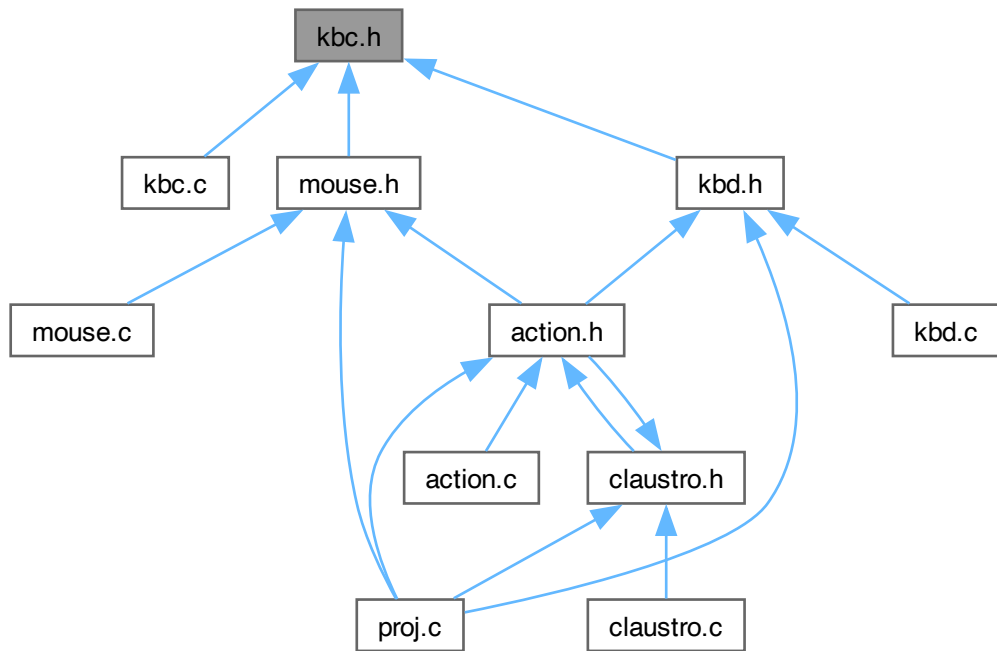 kbc.h
kbc.c
mouse.h
kbd.h
mouse.c
action.h
kbd.c
action.c
claustro.h
proj.c
claustro.c